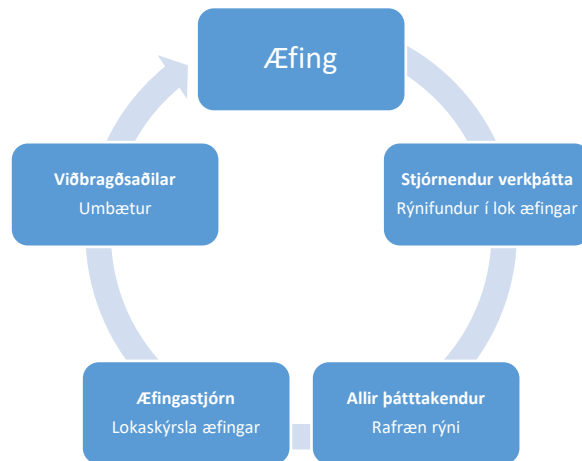 Æfing
Stjórnendur verkþátta
Rýnifundur í lok æfingar
Allir þátttakendur
Rafræn rýni
Æfingastjórn
Lokaskýrsla æfingar
Viðbragðsaðilar
Umbætur